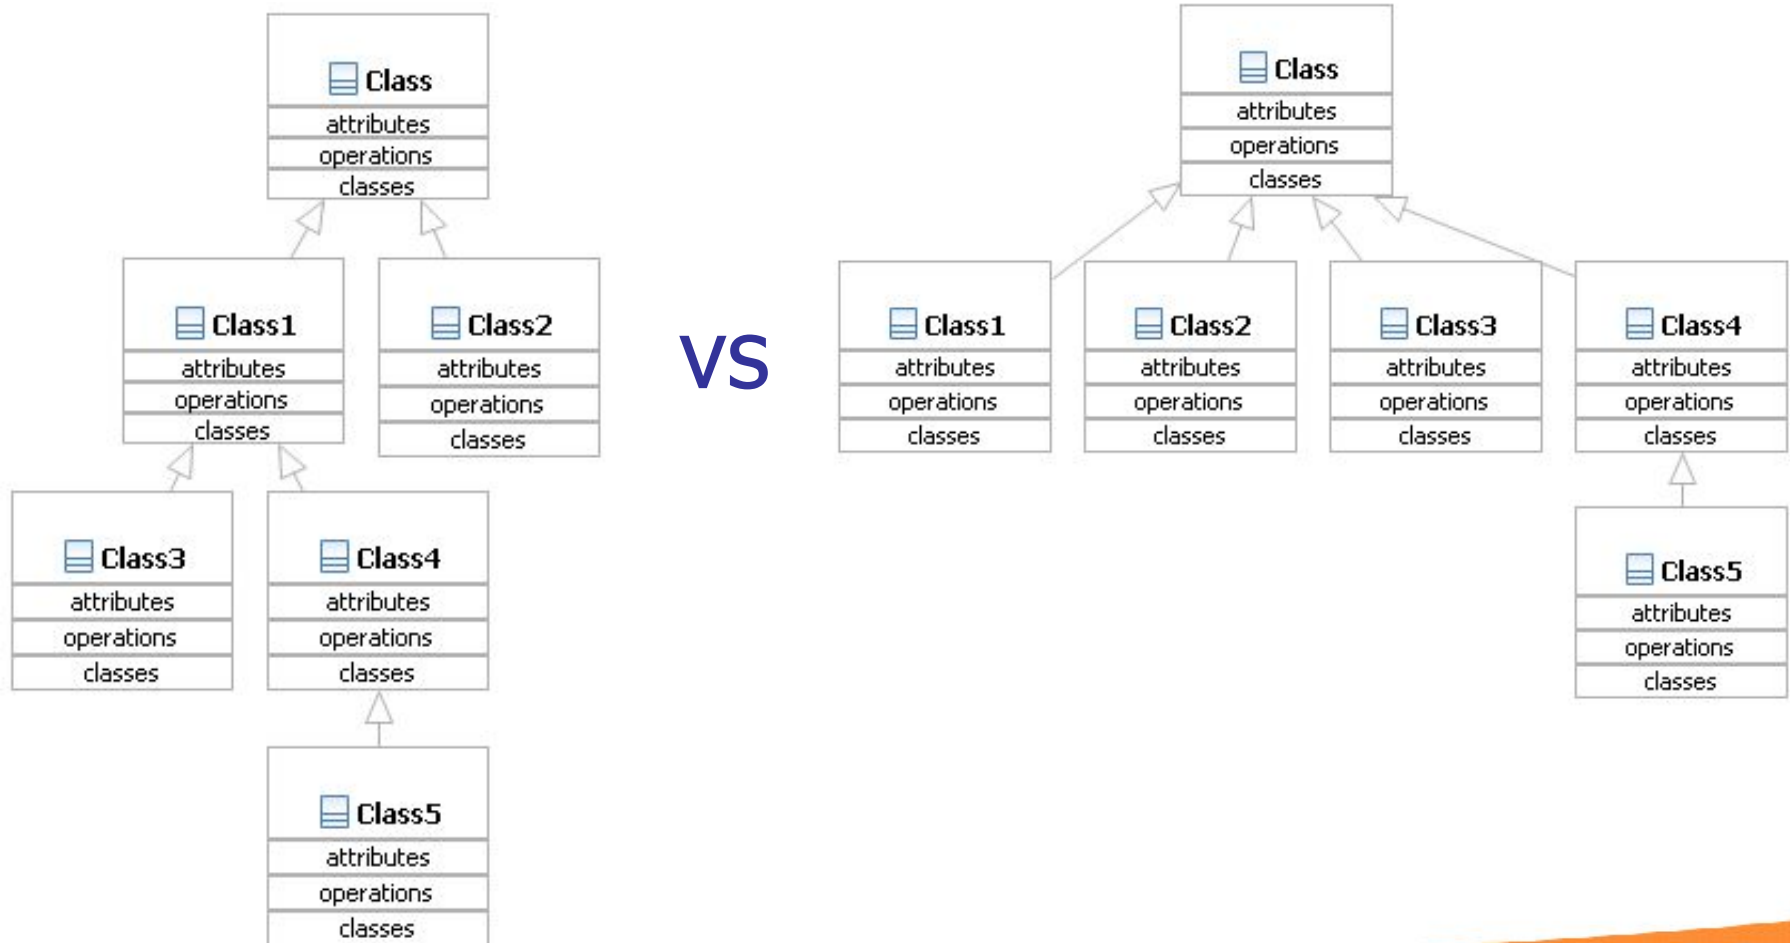 Class
attributes
operations
classes
Class1
attributes
operations
classes
Class2
attributes
operations
classes
Class3
attributes
operations
classes
Class4
attributes
operations
classes
Class5
attributes
operations
classes
vs
Class
attributes
operations
classes
Class1
attributes
operations
classes
Class2
attributes
operations
classes
Class3
attributes
operations
classes
Class4
attributes
operations
classes
Class5
attributes
operations
classes